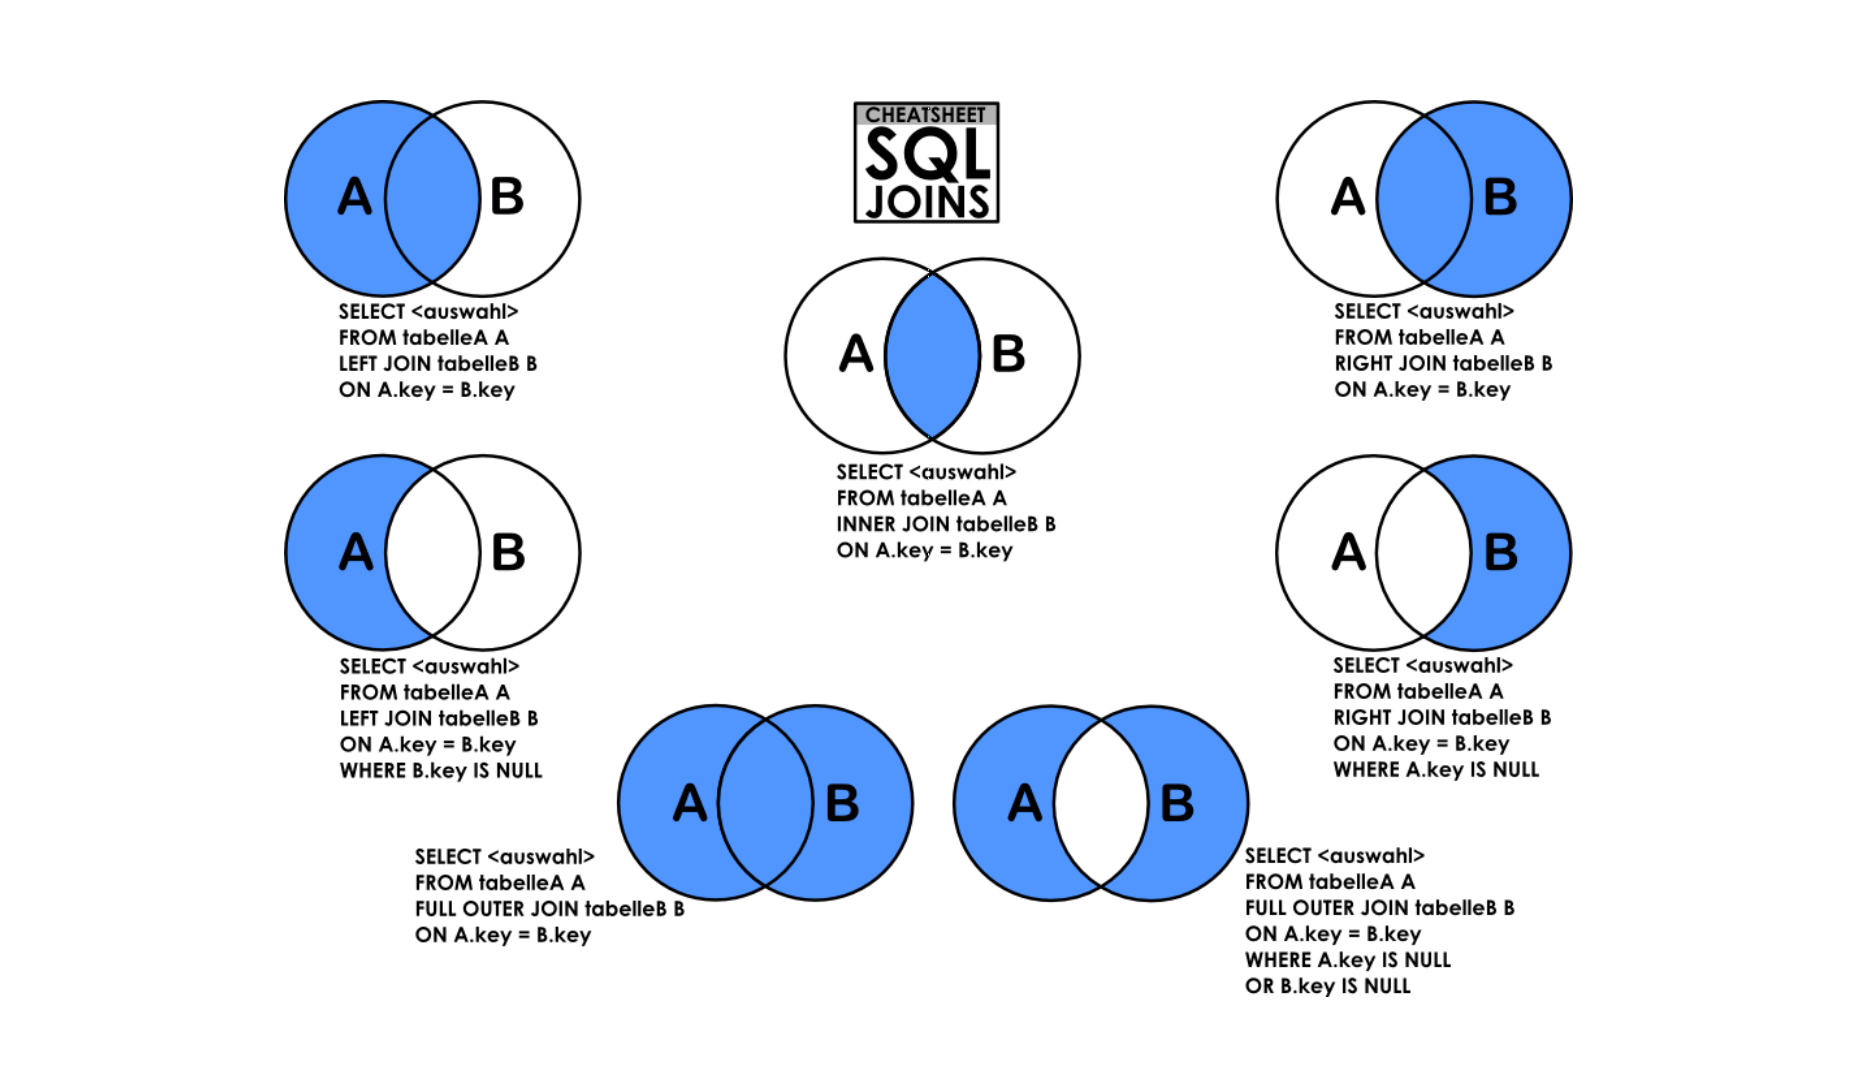 CHEATSHEET
SQL
JOINS
A B
SELECT <auswahl>
FROM tabelleA A
LEFT JOIN tabelleB B
ON A.key = B.key
A B
SELECT <auswahl>
FROM tabelleA A
INNER JOIN tabelleB B
ON A.key = B.key
A B
SELECT <auswahl>
FROM tabelleA A
RIGHT JOIN tabelleB B
ON A.key = B.key
A B
SELECT <auswahl>
FROM tabelleA A
LEFT JOIN tabelleB B
ON A.key = B.key
WHERE B.key IS NULL
A B
SELECT <auswahl>
FROM tabelleA A
RIGHT JOIN tabelleB B
ON A.key = B.key
WHERE A.key IS NULL
A B
SELECT <auswahl>
FROM tabelleA A
FULL OUTER JOIN tabelleB B
ON A.key = B.key
A B
SELECT <auswahl>
FROM tabelleA A
FULL OUTER JOIN tabelleB B
ON A.key = B.key
WHERE A.key IS NULL
OR B.key IS NULL